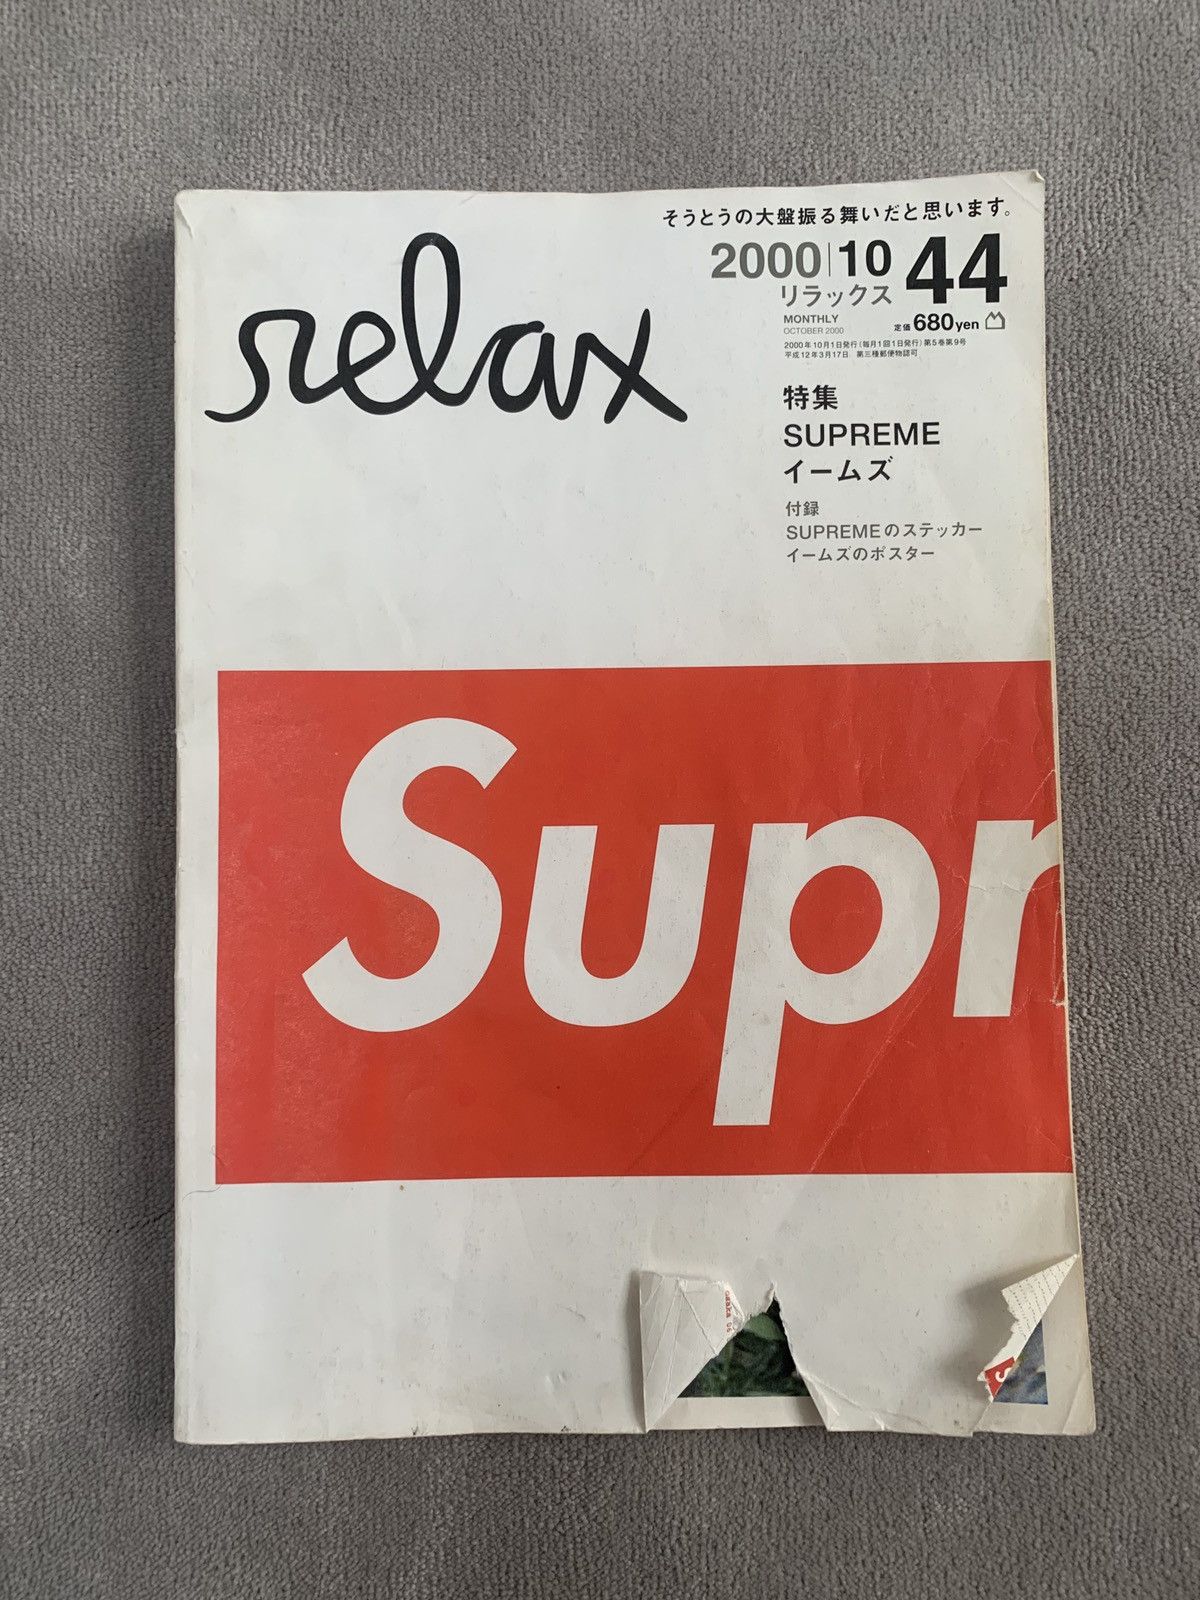 そうとうの大盤振る舞いだと思います。
relax
2000|10 44
リラックス
MONTHLY
OCTOBER 2000
定価680yen
2000年10月1日発行(毎月1回1日発行)第5巻第9号
平成12年3月17日 第三種郵便物認可
特集
SUPREME
イームズ
付録
SUPREMEのステッカー
イームズのポスター
Supr
S